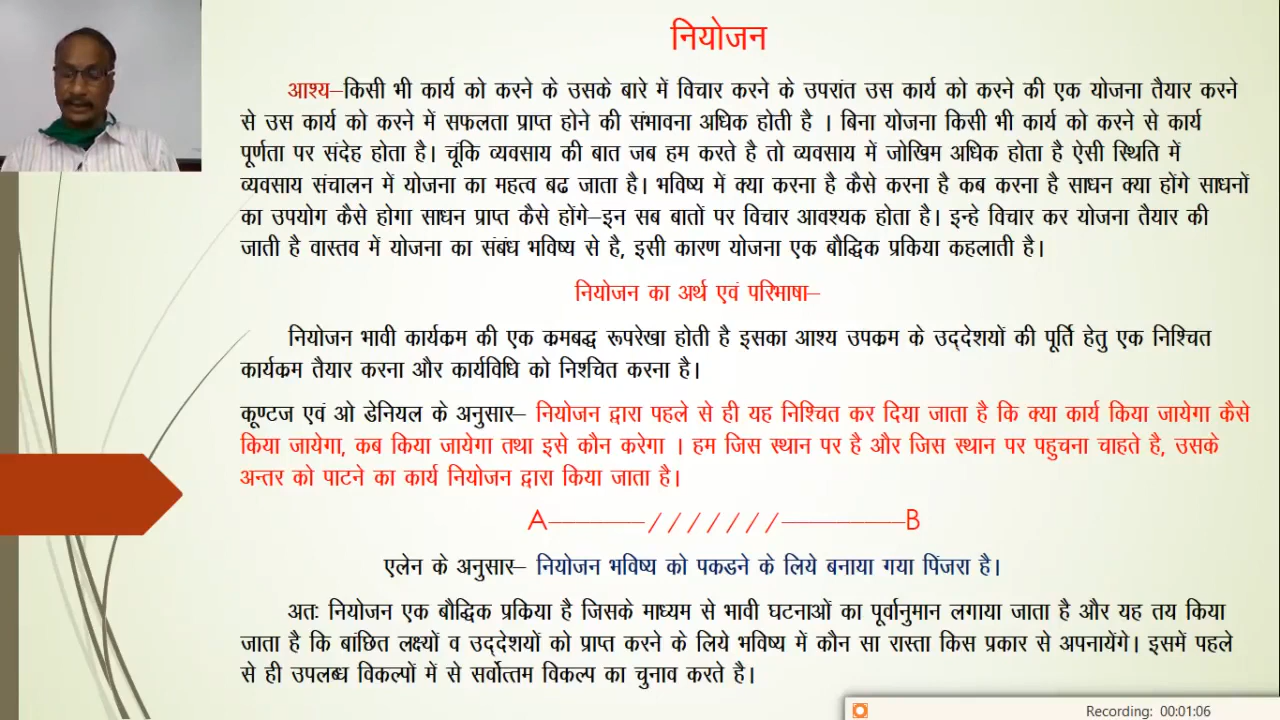 नियोजन
आश्य–किसी भी कार्य को करने के उसके बारे में विचार करने के उपरांत उस कार्य को करने की एक योजना तैयार करने
से उस कार्य को करने में सफलता प्राप्त होने की संभावना अधिक होती है । बिना योजना किसी भी कार्य को करने से कार्य
पूर्णता पर संदेह होता है। चूंकि व्यवसाय की बात जब हम करते है तो व्यवसाय में जोखिम अधिक होता है ऐसी स्थिति में
व्यवसाय संचालन में योजना का महत्व बढ जाता है। भविष्य में क्या करना है कैसे करना है कब करना है साधन क्या होंगे साधनों
का उपयोग कैसे होगा साधन प्राप्त कैसे होंगे–इन सब बातों पर विचार आवश्यक होता है। इन्हे विचार कर योजना तैयार की
जाती है वास्तव में योजना का संबंध भविष्य से है, इसी कारण योजना एक बौद्धिक प्रकिया कहलाती है।
नियोजन का अर्थ एवं परिभाषा–
नियोजन भावी कार्यकम की एक कमबद्ध रूपरेखा होती है इसका आश्य उपकम के उद्देशयों की पूर्ति हेतु एक निश्चित
कार्यकम तैयार करना और कार्यविधि को निश्चित करना है।
कूण्टज एवं ओ डेनियल के अनुसार– नियोजन द्वारा पहले से ही यह निश्चित कर दिया जाता है कि क्या कार्य किया जायेगा कैसे
किया जायेगा, कब किया जायेगा तथा इसे कौन करेगा । हम जिस स्थान पर है और जिस स्थान पर पहुचना चाहते है, उसके
अन्तर को पाटने का कार्य नियोजन द्वारा किया जाता है।
A––––––––///////–––––––––––B
एलेन के अनुसार– नियोजन भविष्य को पकडने के लिये बनाया गया पिंजरा है।
अतः नियोजन एक बौद्धिक प्रक्रिया है जिसके माध्यम से भावी घटनाओं का पूर्वानुमान लगाया जाता है और यह तय किया
जाता है कि बांछित लक्ष्यों व उद्देशयों को प्राप्त करने के लिये भविष्य में कौन सा रास्ता किस प्रकार से अपनायेंगे। इसमें पहले
से ही उपलब्ध विकल्पों में से सर्वोत्तम विकल्प का चुनाव करते है।
Recording: 00:01:06